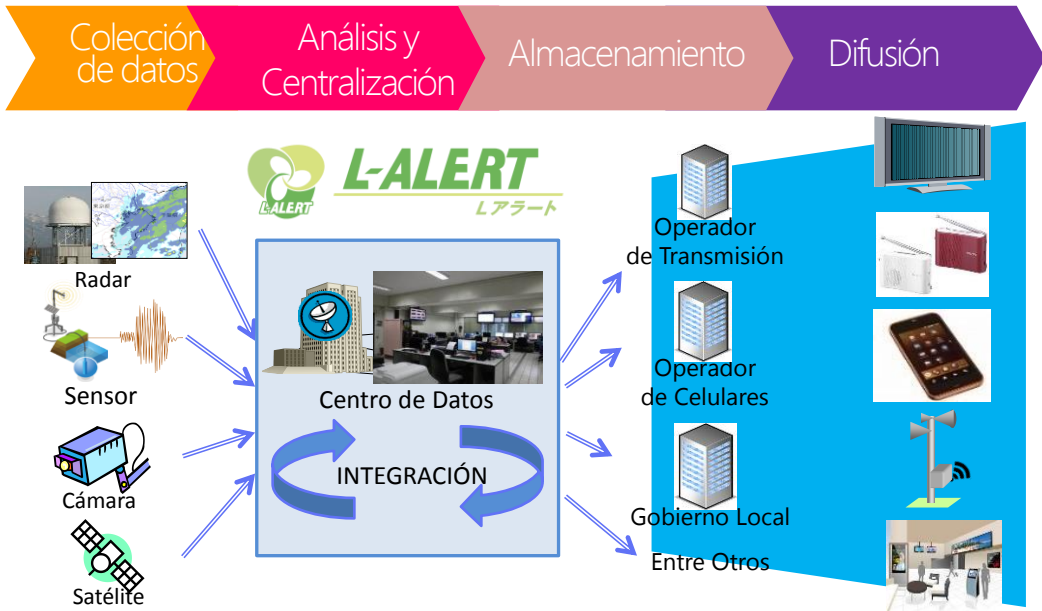 Colección
de datos
Análisis y
Centralización
Almacenamiento
Difusión
L-ALERT
L-ALERT
Lアラート
Radar
Sensor
Cámara
Satélite
Centro de Datos
INTEGRACIÓN
Operador
de Transmisión
Operador
de Celulares
Gobierno Local
Entre Otros